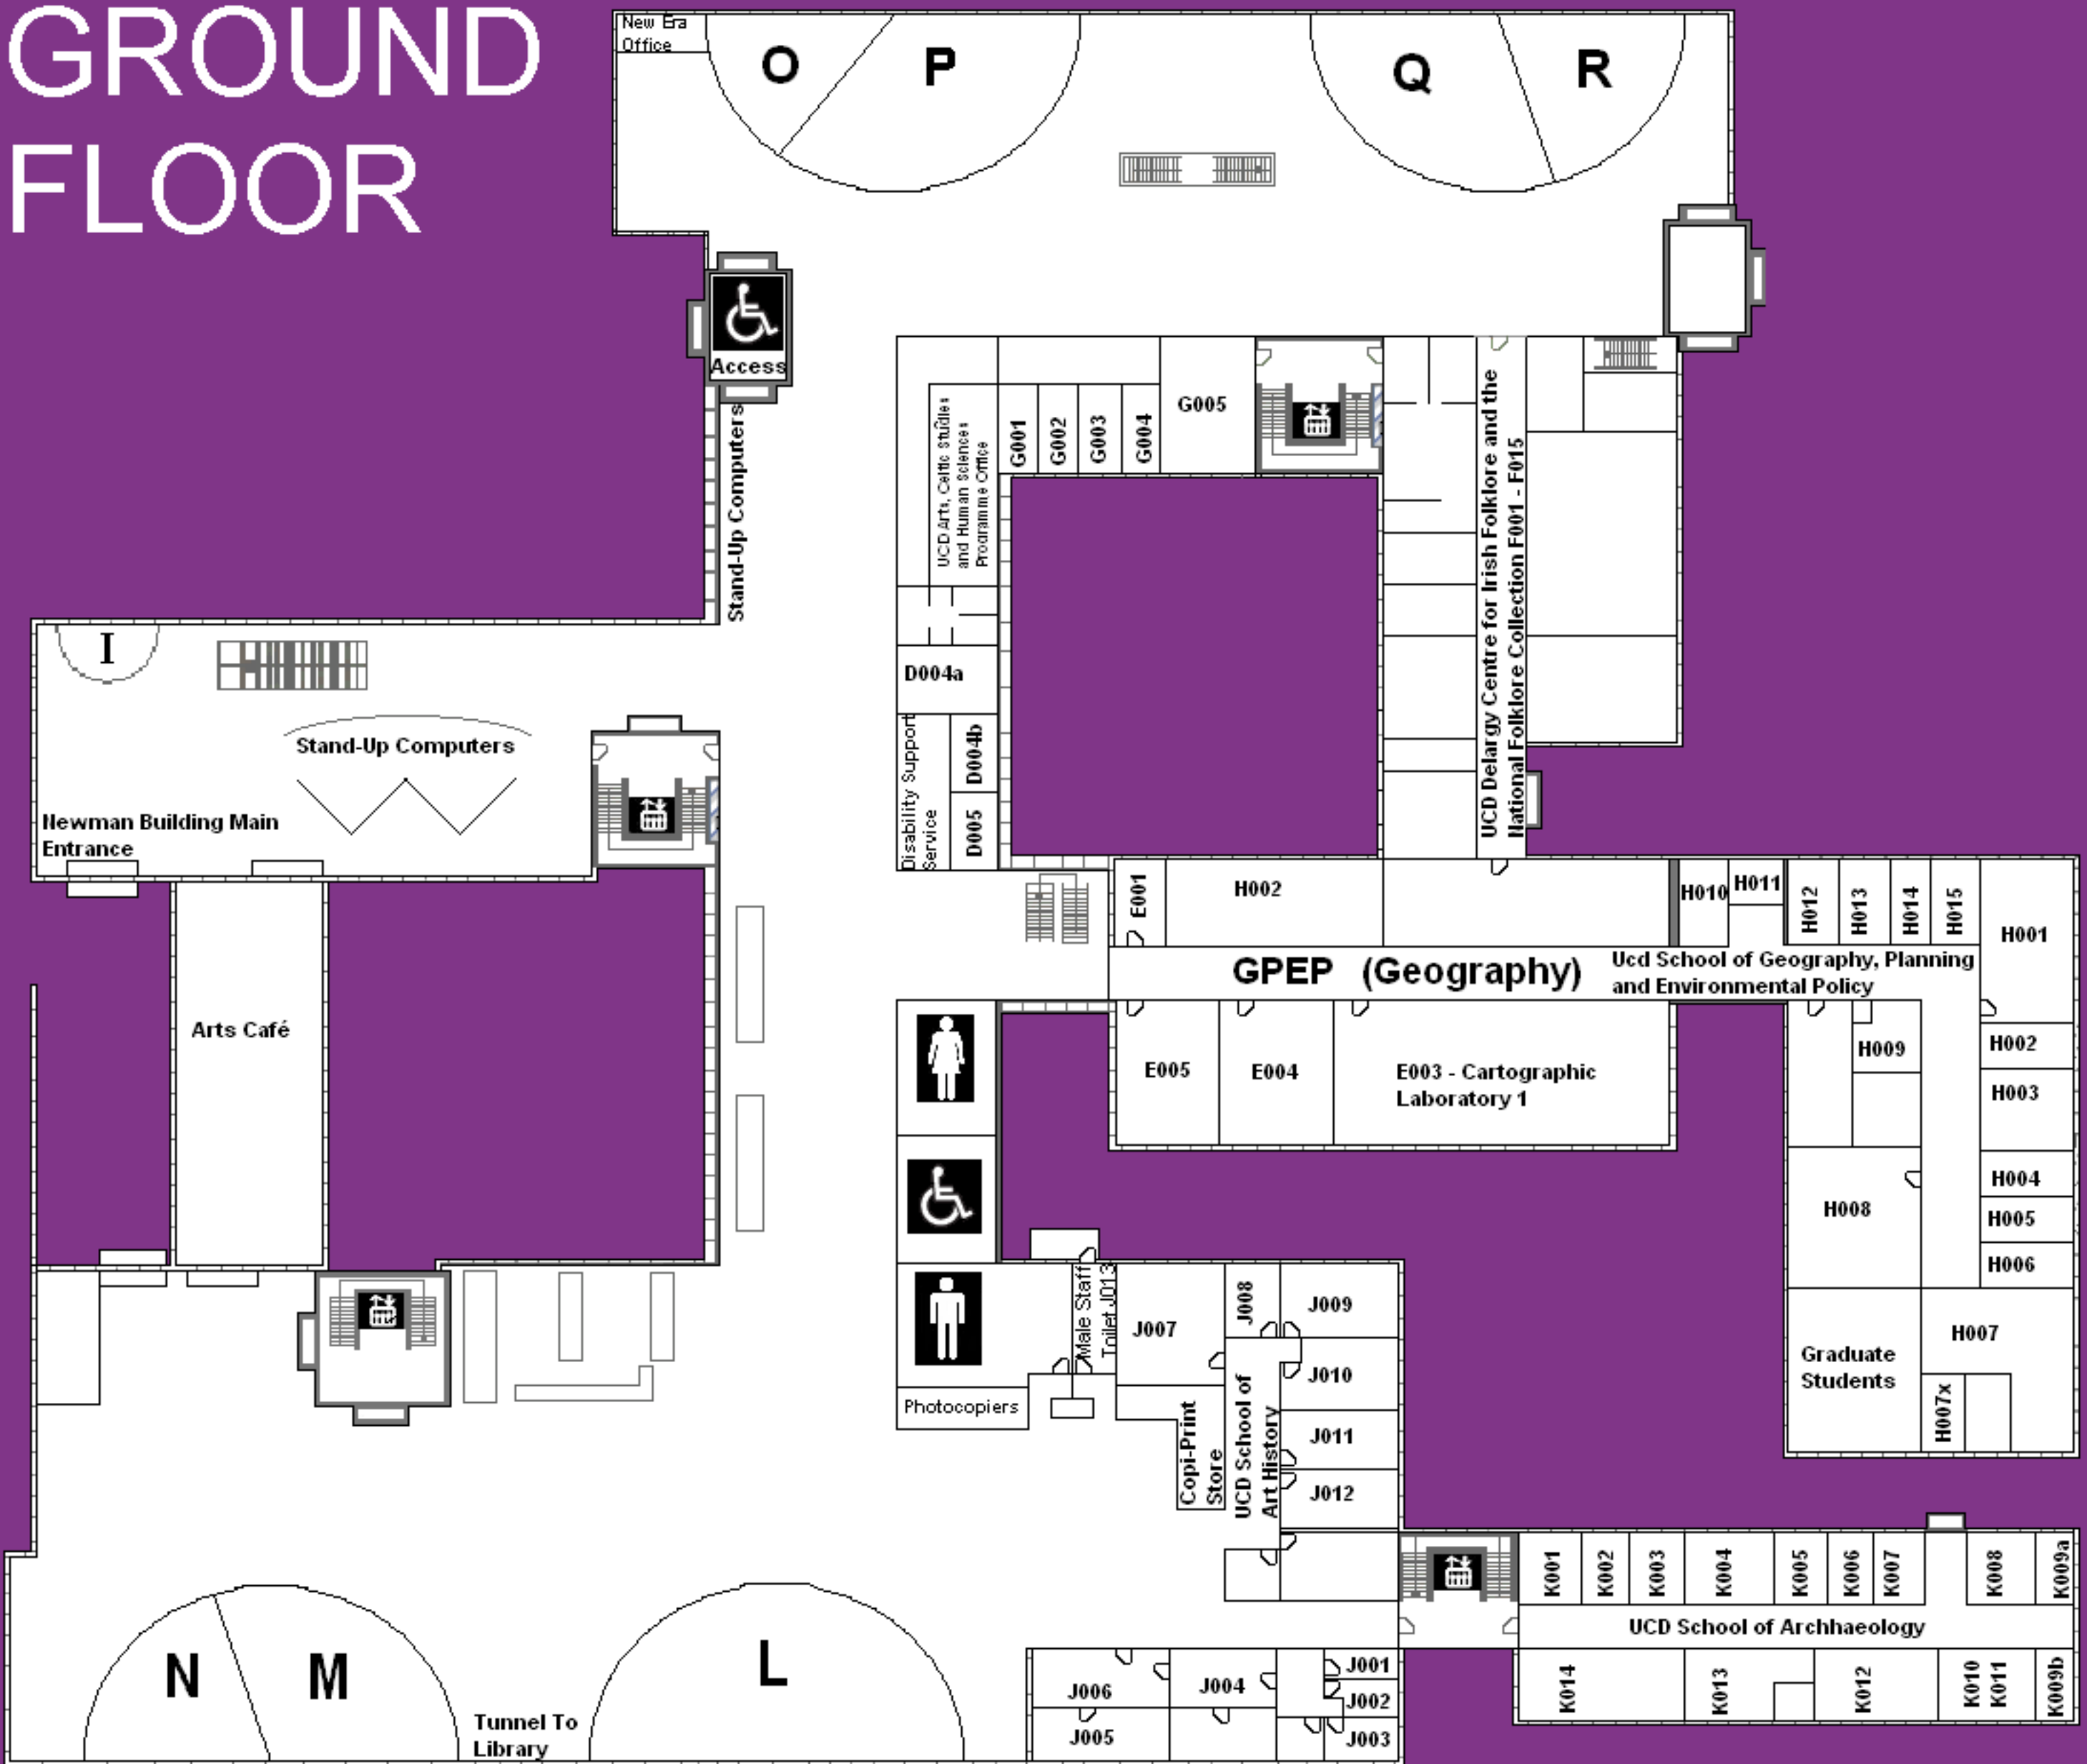 GROUND
FLOOR
New Era
Office
O
P
Q
R
Access
Stand-Up Computers
UCD Arts, Celtic Studies
and Human Sciences
Programme Office
G001
G002
G003
G004
G005
UCD Delargy Centre for Irish Folklore and the
National Folklore Collection F001 - F015
I
Stand-Up Computers
Newman Building Main
Entrance
D004a
Disability Support
Service
D004b
D005
E001
H002
H010
H011
H012
H013
H014
H015
H001
GPEP (Geography)
Ucd School of Geography, Planning
and Environmental Policy
Arts Café
E005
E004
E003 - Cartographic
Laboratory 1
H009
H002
H003
H004
H005
H006
H008
H007
H007x
Graduate
Students
Male Staff
Toilet J013
J007
J008
J009
J010
J011
J012
Photocopiers
Copi-Print
Store
UCD School of
Art History
K001
K002
K003
K004
K005
K006
K007
K008
K009a
UCD School of Archhaeology
K014
K013
K012
K010
K011
K009b
N
M
L
Tunnel To
Library
J006
J005
J004
J001
J002
J003